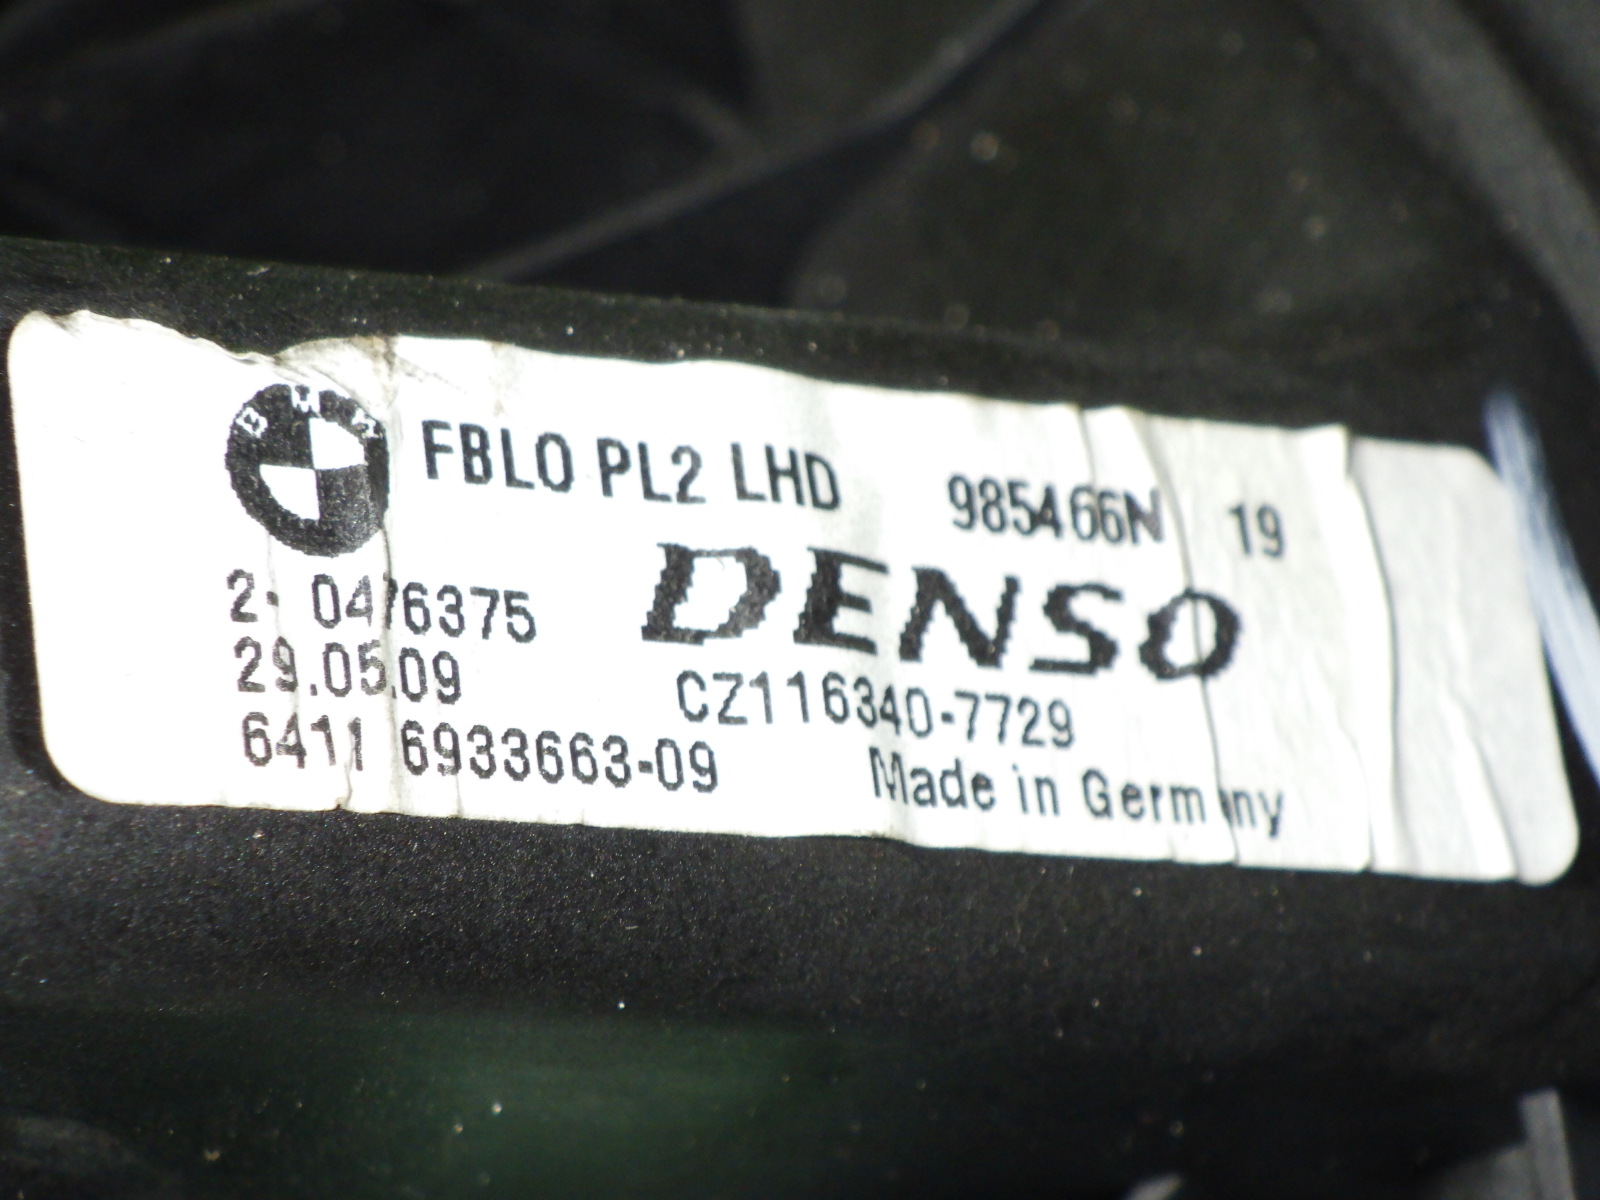 BMW
FBLO PL2 LHD 985466N 19
DENSO
2- 0476375
29.05.09
CZ116340-7729
6411 6933663-09
Made in Germany